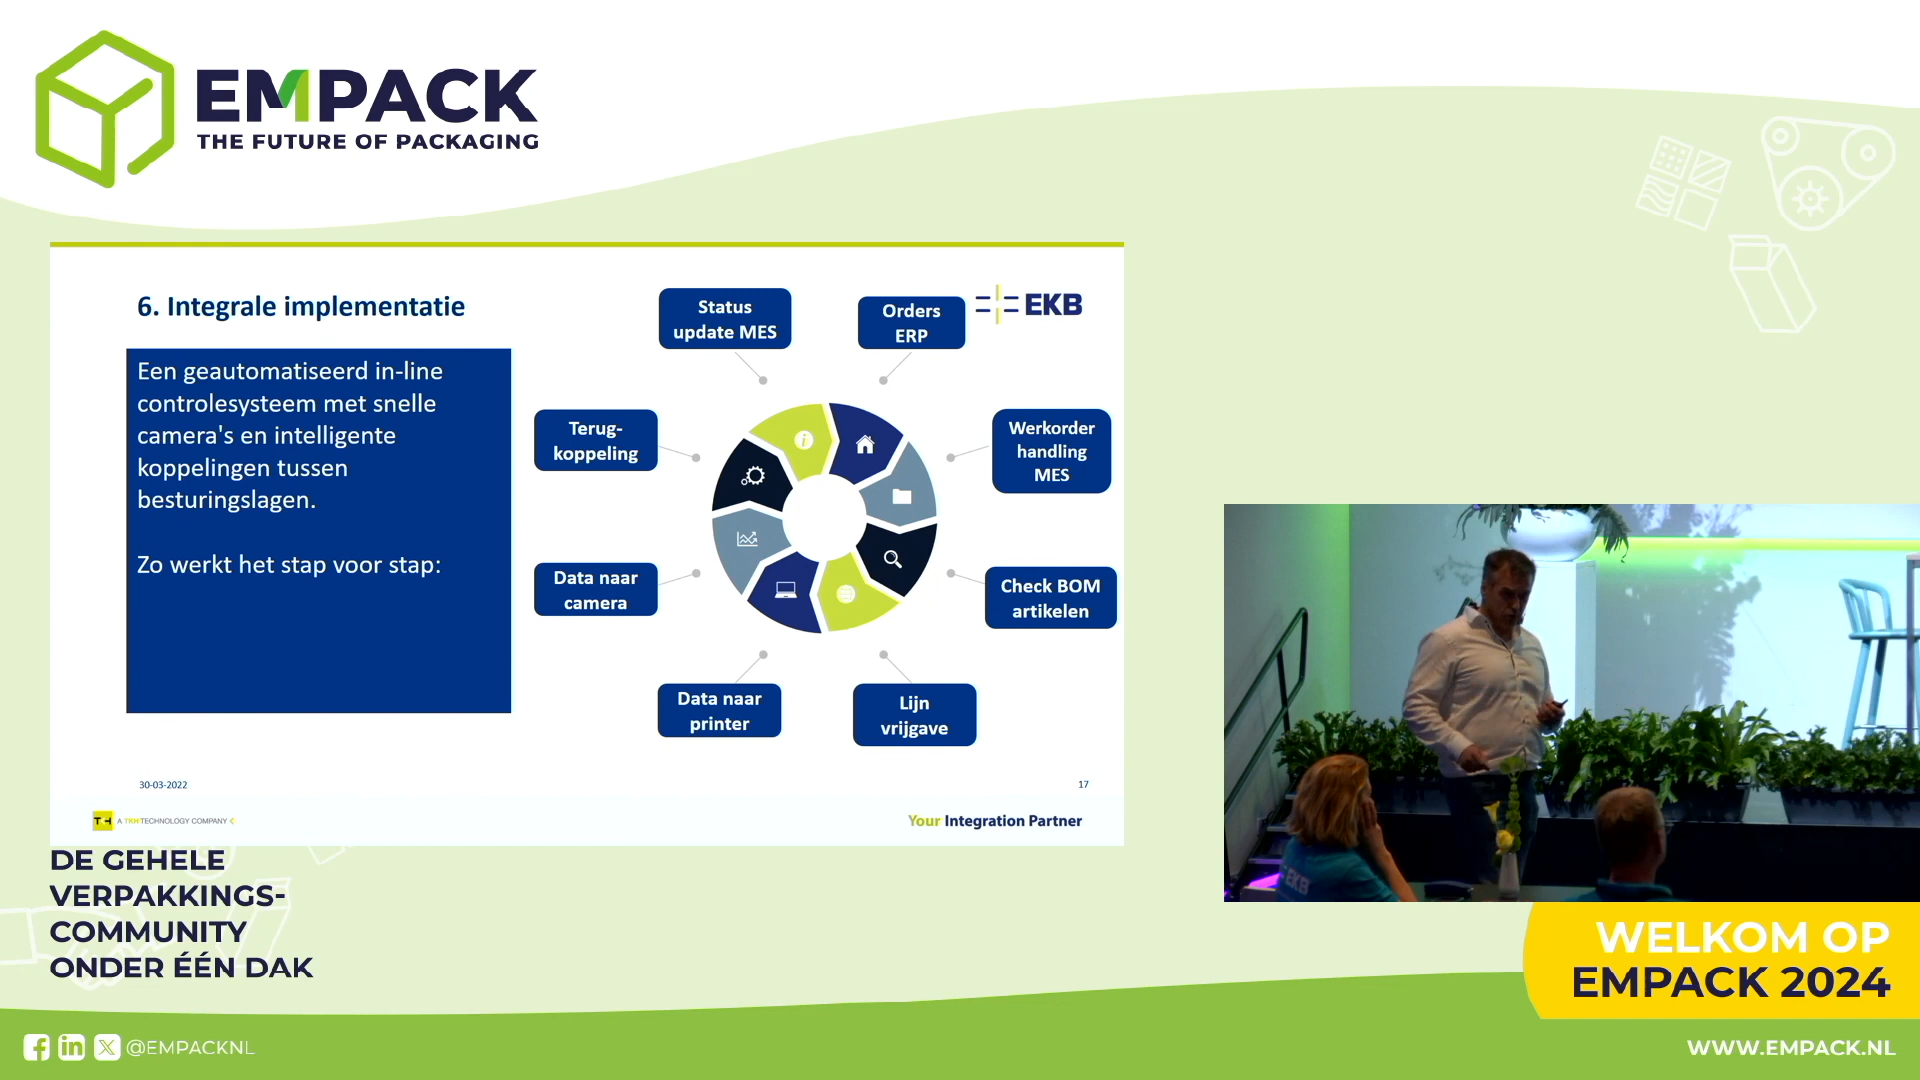 EMPACK
THE FUTURE OF PACKAGING
6. Integrale implementatie
EKB
Een geautomatiseerd in-line
controlesysteem met snelle
camera's en intelligente
koppelingen tussen
besturingslagen.
Zo werkt het stap voor stap:
Status
update MES
Orders
ERP
Terug-
koppeling
Werkorder
handling
MES
Data naar
camera
Check BOM
artikelen
Data naar
printer
Lijn
vrijgave
30-03-2022
17
A TKH TECHNOLOGY COMPANY
Your Integration Partner
EKB
DE GEHELE
VERPAKKINGS-
COMMUNITY
ONDER ÉÉN DAK
WELKOM OP
EMPACK 2024
@EMPACKNL
WWW.EMPACK.NL